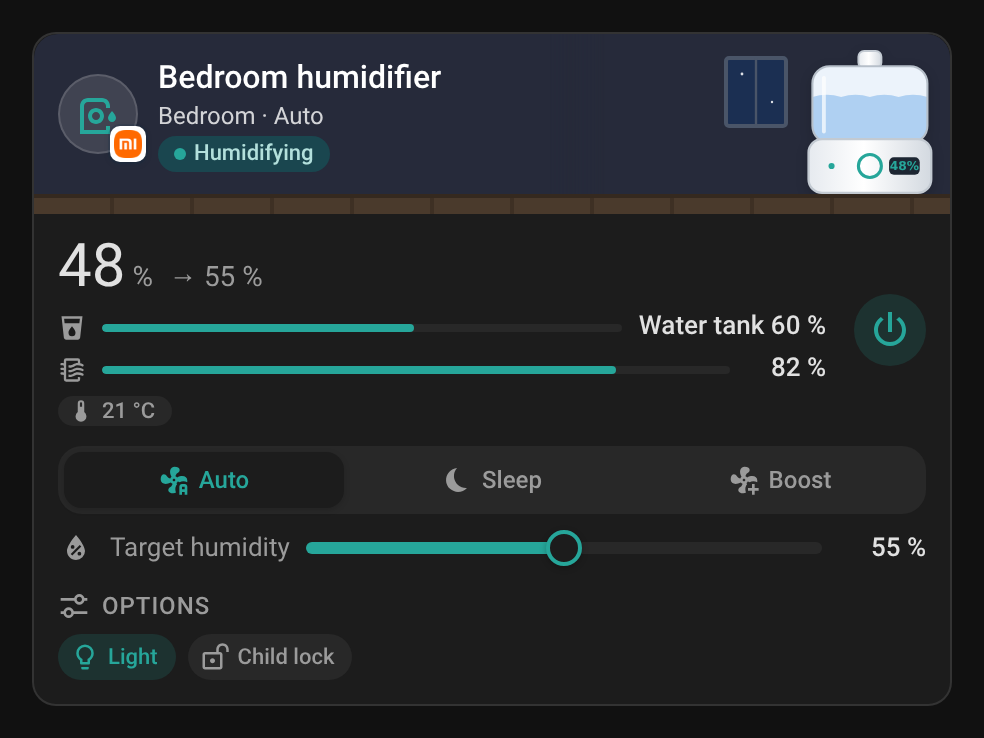 Bedroom humidifier
Bedroom · Auto
Humidifying
48%
48 % → 55 %
Water tank 60 %
82 %
21 °C
Auto Sleep Boost
Target humidity 55 %
OPTIONS
Light Child lock